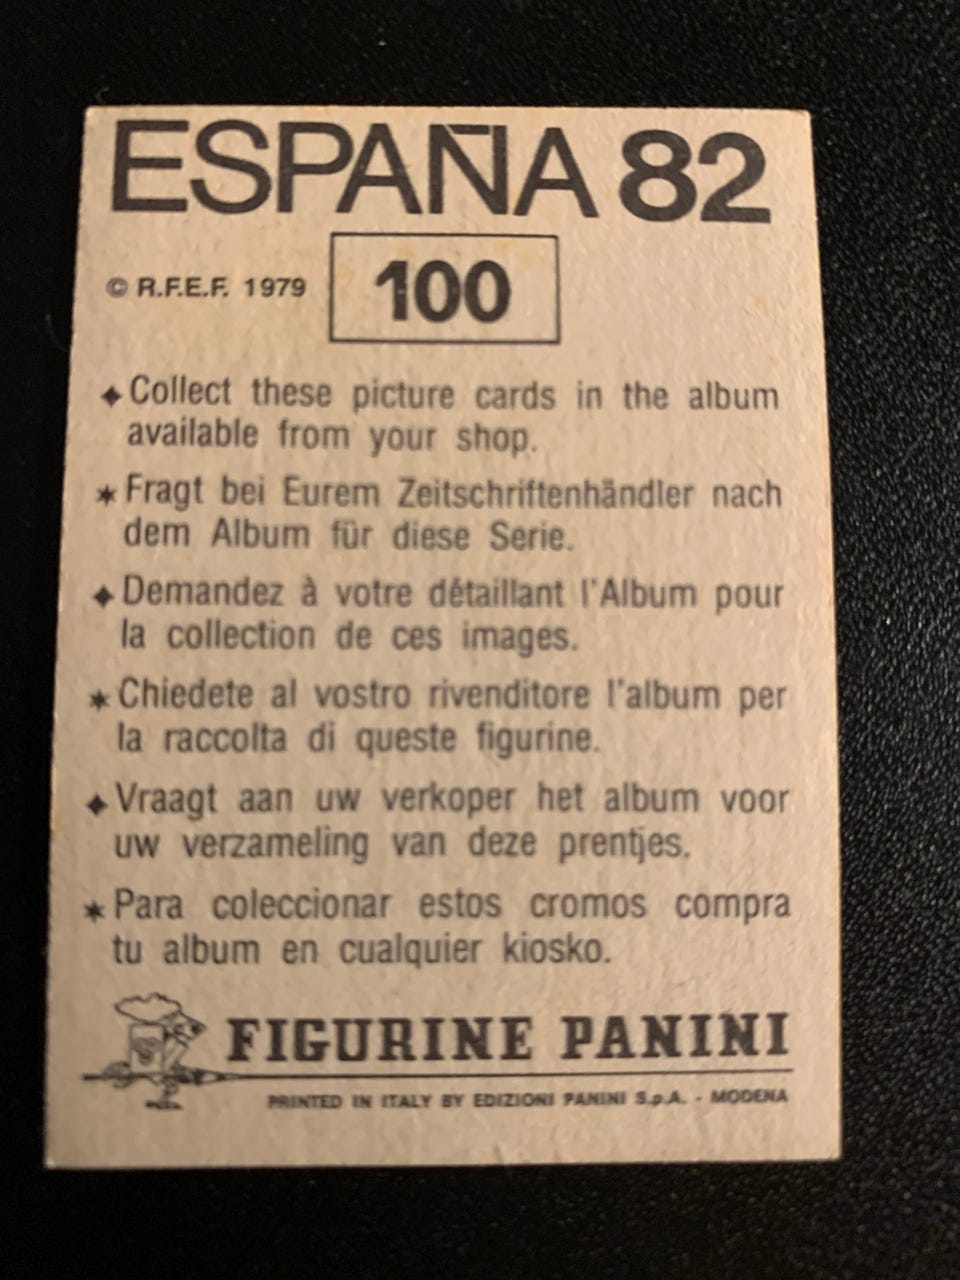 ESPAÑA 82
© R.F.E.F. 1979
100
✦ Collect these picture cards in the album
available from your shop.
★ Fragt bei Eurem Zeitschriftenhändler nach
dem Album für diese Serie.
✦ Demandez à votre détaillant l'Album pour
la collection de ces images.
★ Chiedete al vostro rivenditore l'album per
la raccolta di queste figurine.
✦ Vraagt aan uw verkoper het album voor
uw verzameling van deze prentjes.
★ Para coleccionar estos cromos compra
tu album en cualquier kiosko.
FIGURINE PANINI
PRINTED IN ITALY BY EDIZIONI PANINI S.p.A. - MODENA